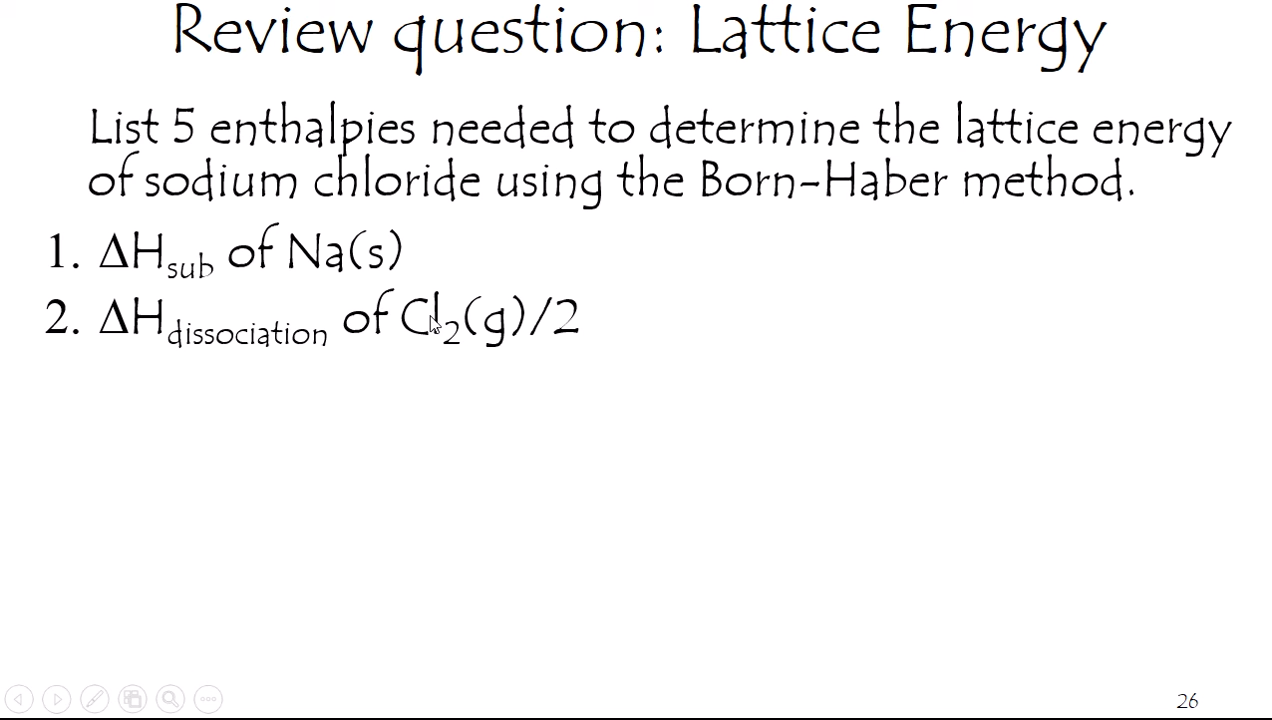 Review question: Lattice Energy
List 5 enthalpies needed to determine the lattice energy
of sodium chloride using the Born-Haber method.
1. ΔHsub of Na(s)
2. ΔHdissociation of Cl2(g)/2
26